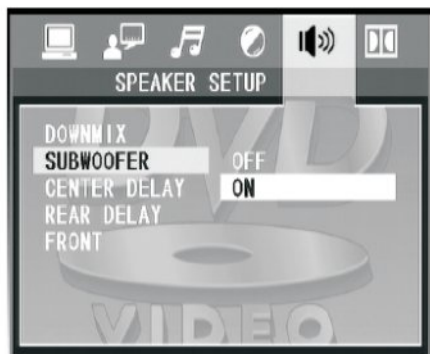 SPEAKER SETUP
DOWNMIX
SUBWOOFER OFF
CENTER DELAY ON
REAR DELAY
FRONT
DVD
VIDEO